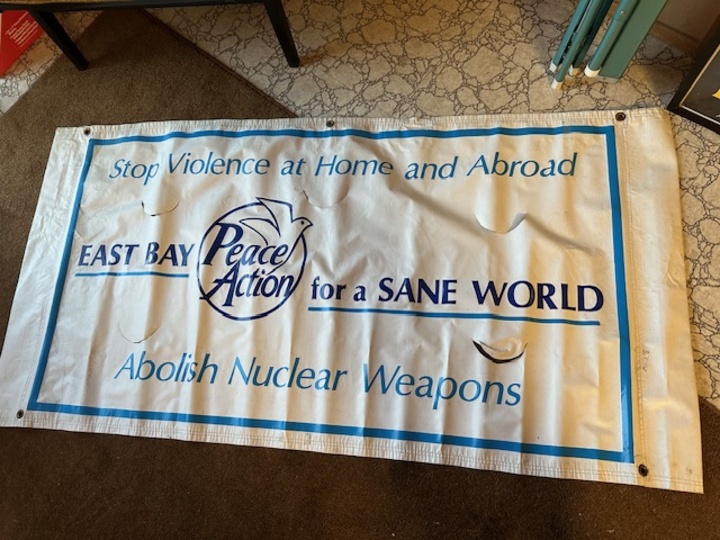 Stop Violence at Home and Abroad
EAST BAY Peace Action for a SANE WORLD
Abolish Nuclear Weapons